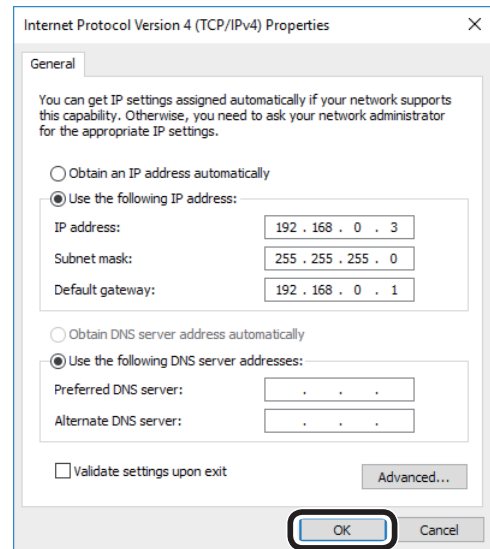 Internet Protocol Version 4 (TCP/IPv4) Properties
General
You can get IP settings assigned automatically if your network supports
this capability. Otherwise, you need to ask your network administrator
for the appropriate IP settings.
Obtain an IP address automatically
Use the following IP address:
IP address: 192 . 168 . 0 . 3
Subnet mask: 255 . 255 . 255 . 0
Default gateway: 192 . 168 . 0 . 1
Obtain DNS server address automatically
Use the following DNS server addresses:
Preferred DNS server: . . .
Alternate DNS server: . . .
Validate settings upon exit
Advanced...
OK Cancel